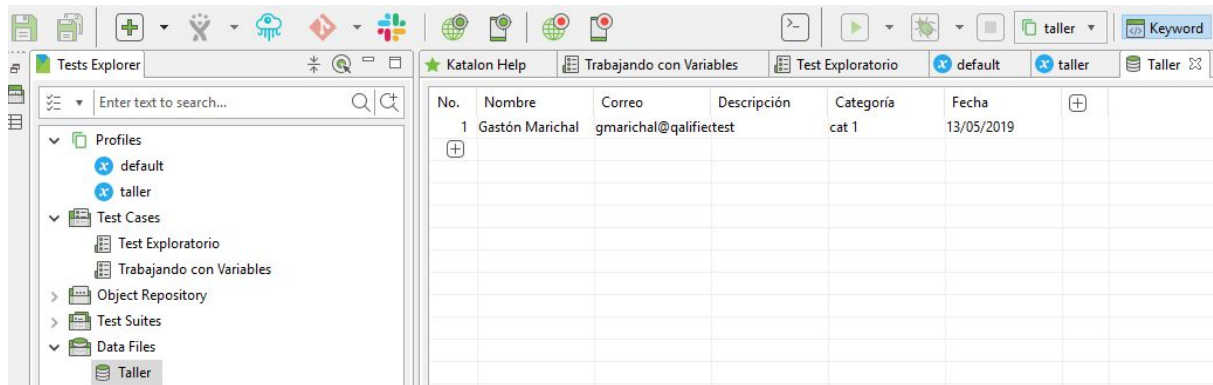 taller
Keyword
Tests Explorer
Katalon Help
Trabajando con Variables
Test Exploratorio
default
taller
Taller
Enter text to search...
No. Nombre Correo Descripción Categoría Fecha
1 Gastón Marichal gmarichal@qalified test cat 1 13/05/2019
Profiles
default
taller
Test Cases
Test Exploratorio
Trabajando con Variables
Object Repository
Test Suites
Data Files
Taller